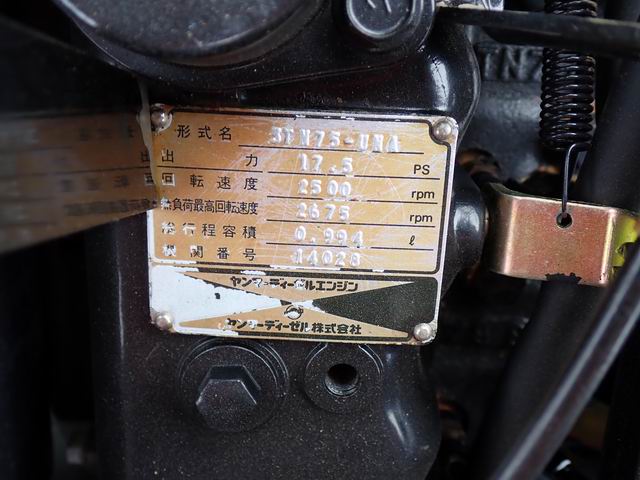 形式名 3TN75-UNA
出力 17.5 PS
回転速度 2500 rpm
無負荷最高回転速度 2675 rpm
総行程容積 0.994 ℓ
機関番号 14028
ヤンマーディーゼルエンジン
ヤンマーディーゼル株式会社